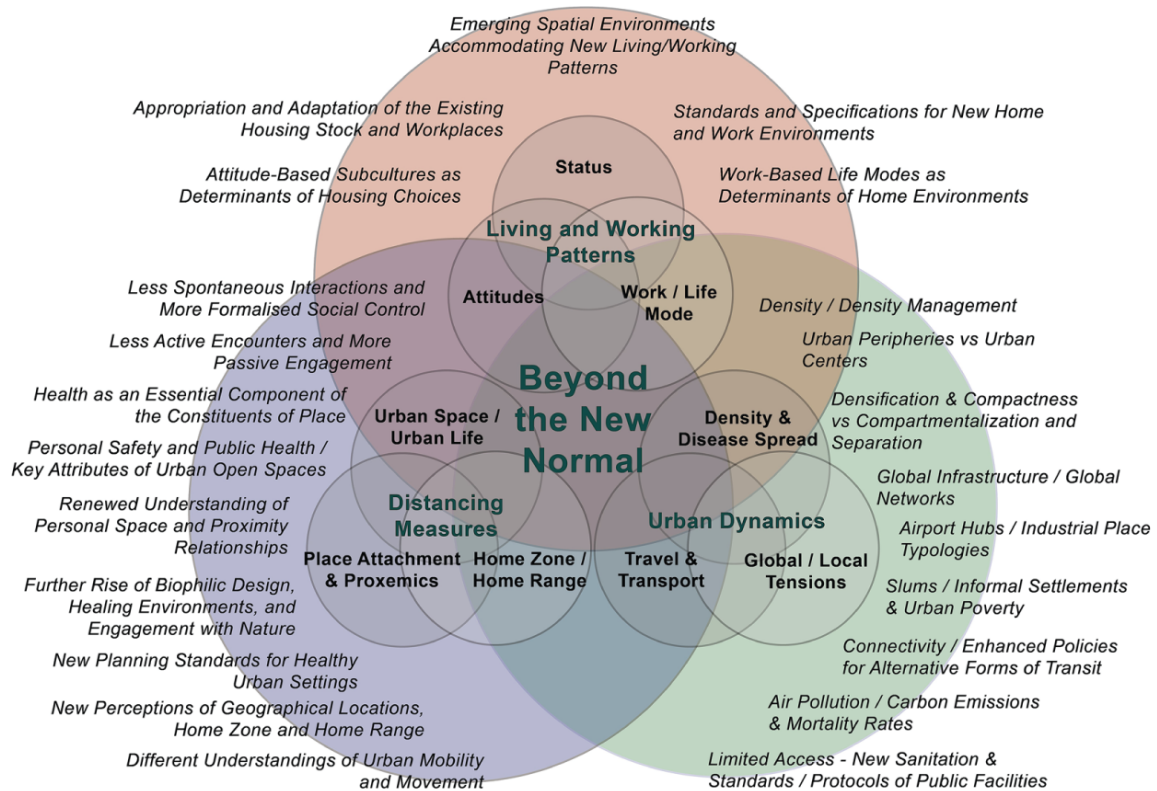 Emerging Spatial Environments
Accommodating New Living/Working
Patterns
Appropriation and Adaptation of the Existing
Housing Stock and Workplaces
Standards and Specifications for New Home
and Work Environments
Attitude-Based Subcultures as
Determinants of Housing Choices
Work-Based Life Modes as
Determinants of Home Environments
Status
Living and Working
Patterns
Attitudes
Work / Life
Mode
Less Spontaneous Interactions and
More Formalised Social Control
Less Active Encounters and More
Passive Engagement
Health as an Essential Component of
the Constituents of Place
Personal Safety and Public Health /
Key Attributes of Urban Open Spaces
Renewed Understanding of
Personal Space and Proximity
Relationships
Further Rise of Biophilic Design,
Healing Environments, and
Engagement with Nature
New Planning Standards for Healthy
Urban Settings
New Perceptions of Geographical Locations,
Home Zone and Home Range
Different Understandings of Urban Mobility
and Movement
Beyond
the New
Normal
Urban Space /
Urban Life
Distancing
Measures
Place Attachment
& Proxemics
Home Zone /
Home Range
Density &
Disease Spread
Urban Dynamics
Travel &
Transport
Global / Local
Tensions
Density / Density Management
Urban Peripheries vs Urban
Centers
Densification & Compactness
vs Compartmentalization and
Separation
Global Infrastructure / Global
Networks
Airport Hubs / Industrial Place
Typologies
Slums / Informal Settlements
& Urban Poverty
Connectivity / Enhanced Policies
for Alternative Forms of Transit
Air Pollution / Carbon Emissions
& Mortality Rates
Limited Access - New Sanitation &
Standards / Protocols of Public Facilities